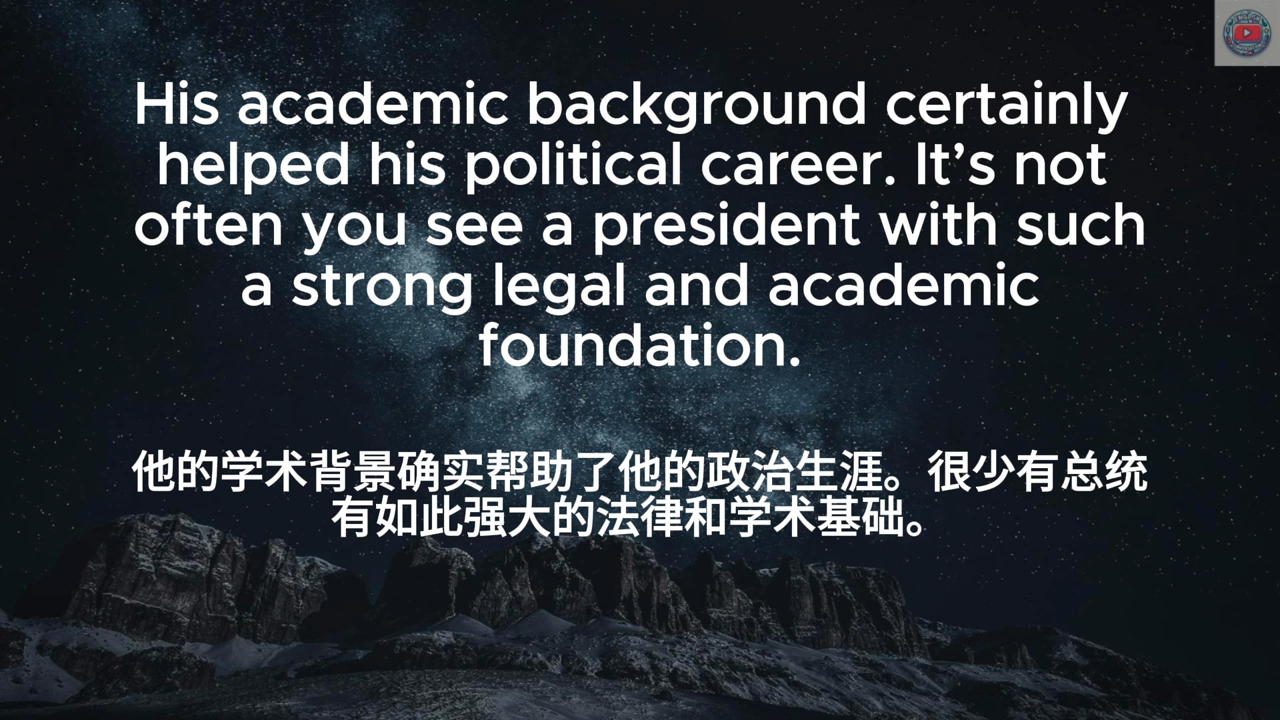 His academic background certainly
helped his political career. It’s not
often you see a president with such
a strong legal and academic
foundation.
他的学术背景确实帮助了他的政治生涯。很少有总统
有如此强大的法律和学术基础。